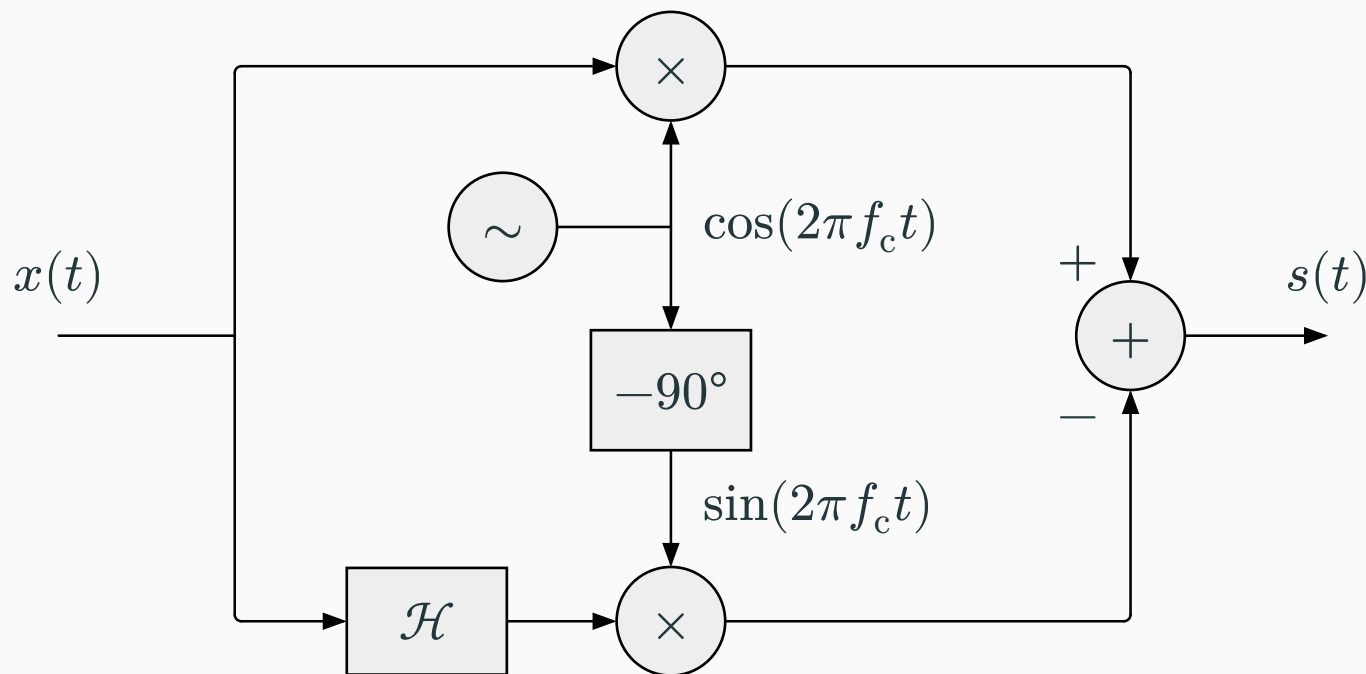 ×
∼
cos(2πf_c t)
+
x(t)
s(t)
+
−90°
−
sin(2πf_c t)
ℋ
×